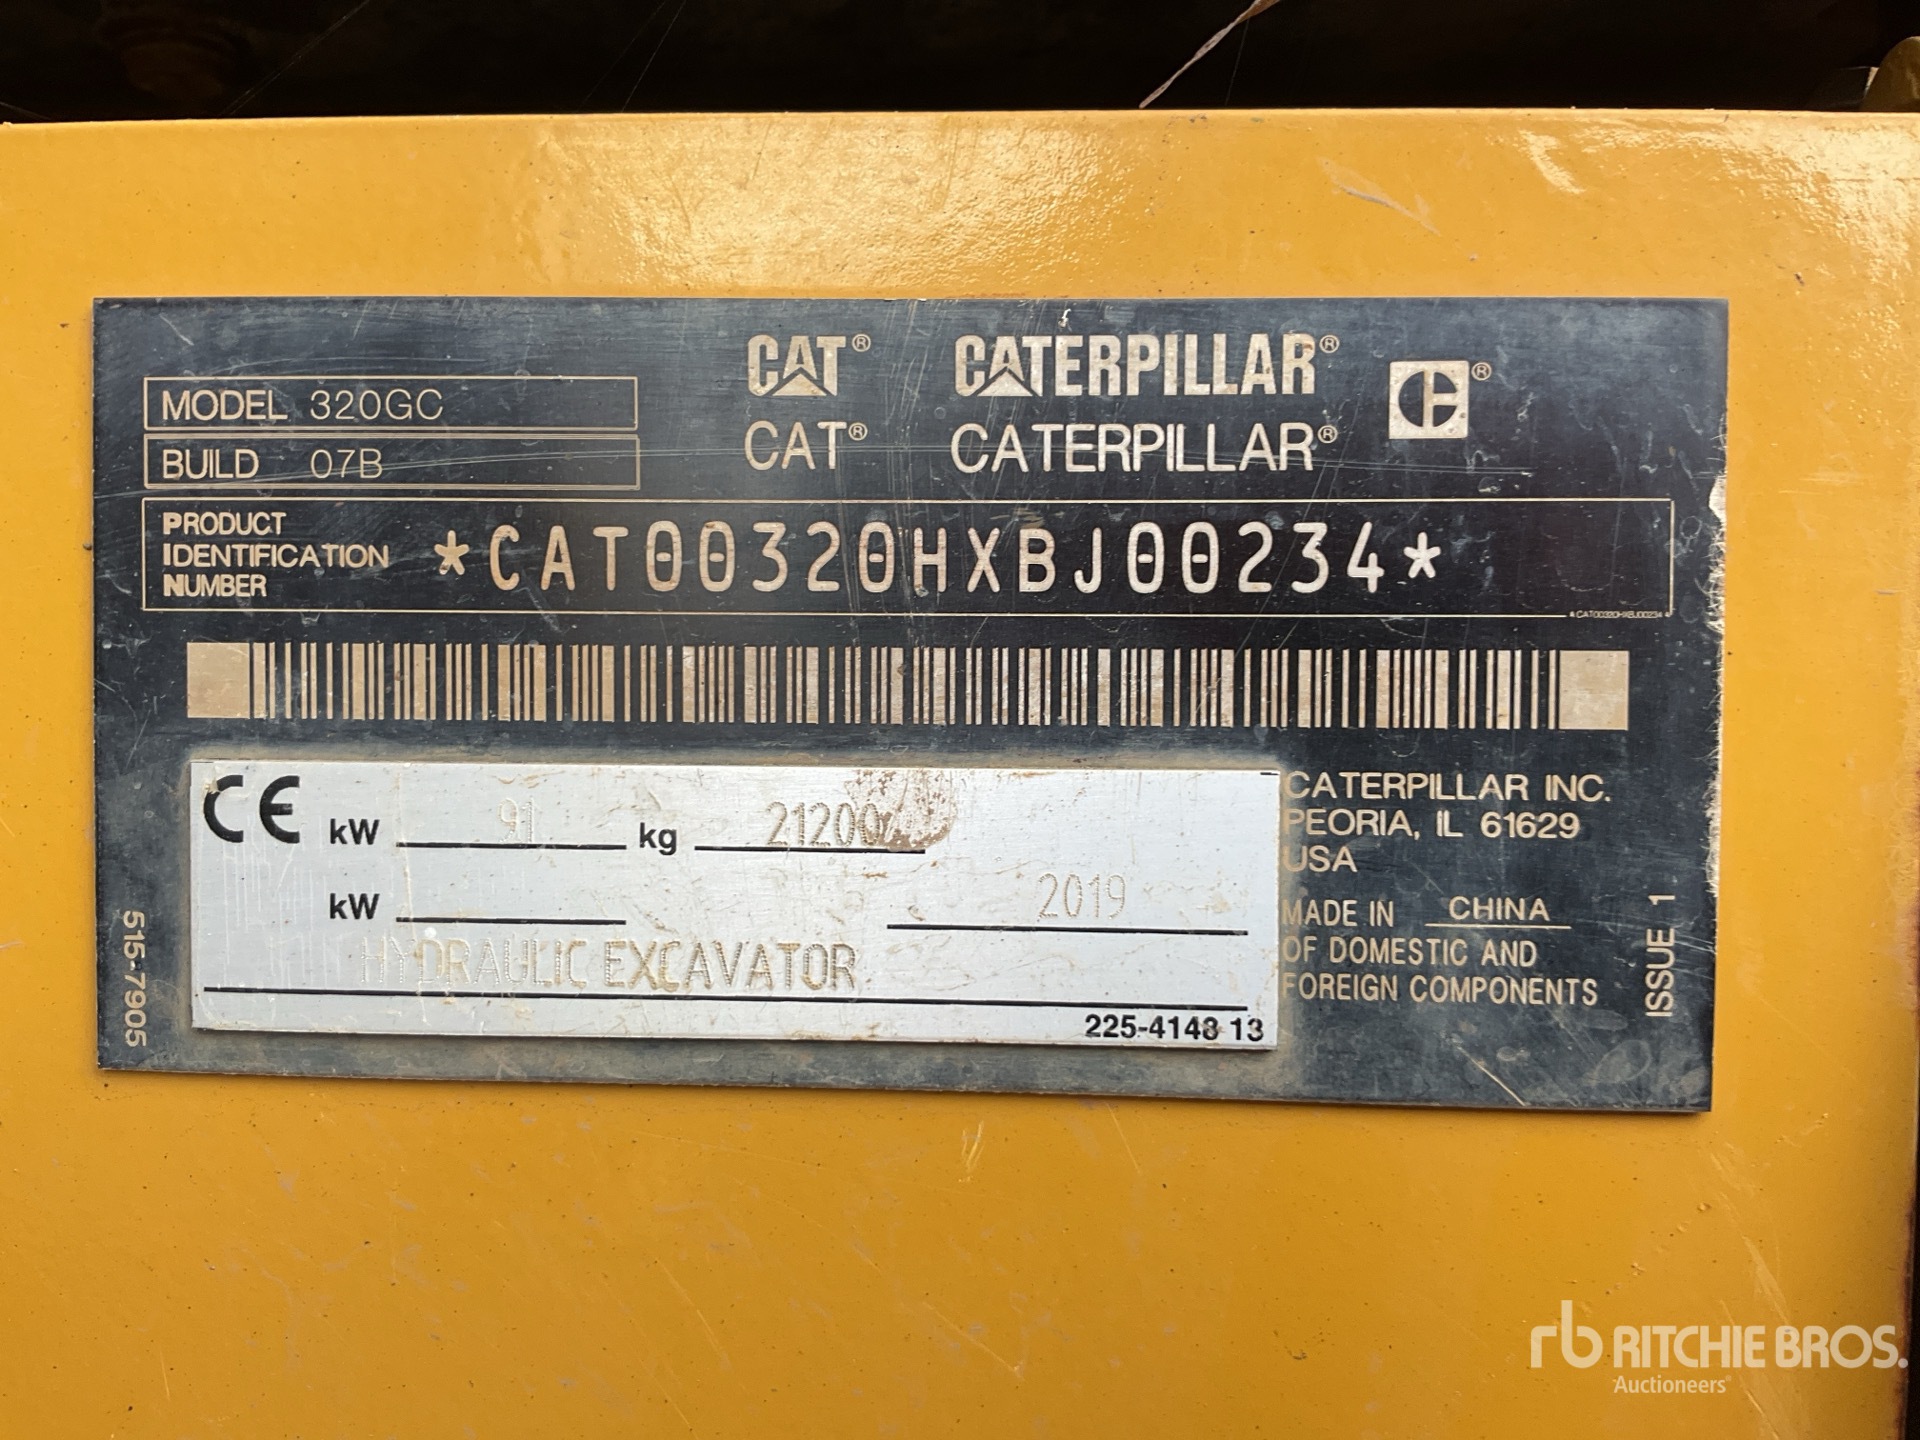 CAT® CATERPILLAR®
CAT® CATERPILLAR®
MODEL 320GC
BUILD 07B
PRODUCT
IDENTIFICATION
NUMBER
*CAT00320HXBJ00234*
*CAT00320HXBJ00234*
CE kW 91 kg 21200
kW 2019
HYDRAULIC EXCAVATOR
225-4148 13
CATERPILLAR INC.
PEORIA, IL 61629
USA
MADE IN CHINA
OF DOMESTIC AND
FOREIGN COMPONENTS
515-7905
ISSUE 1
rb RITCHIE BROS.
Auctioneers